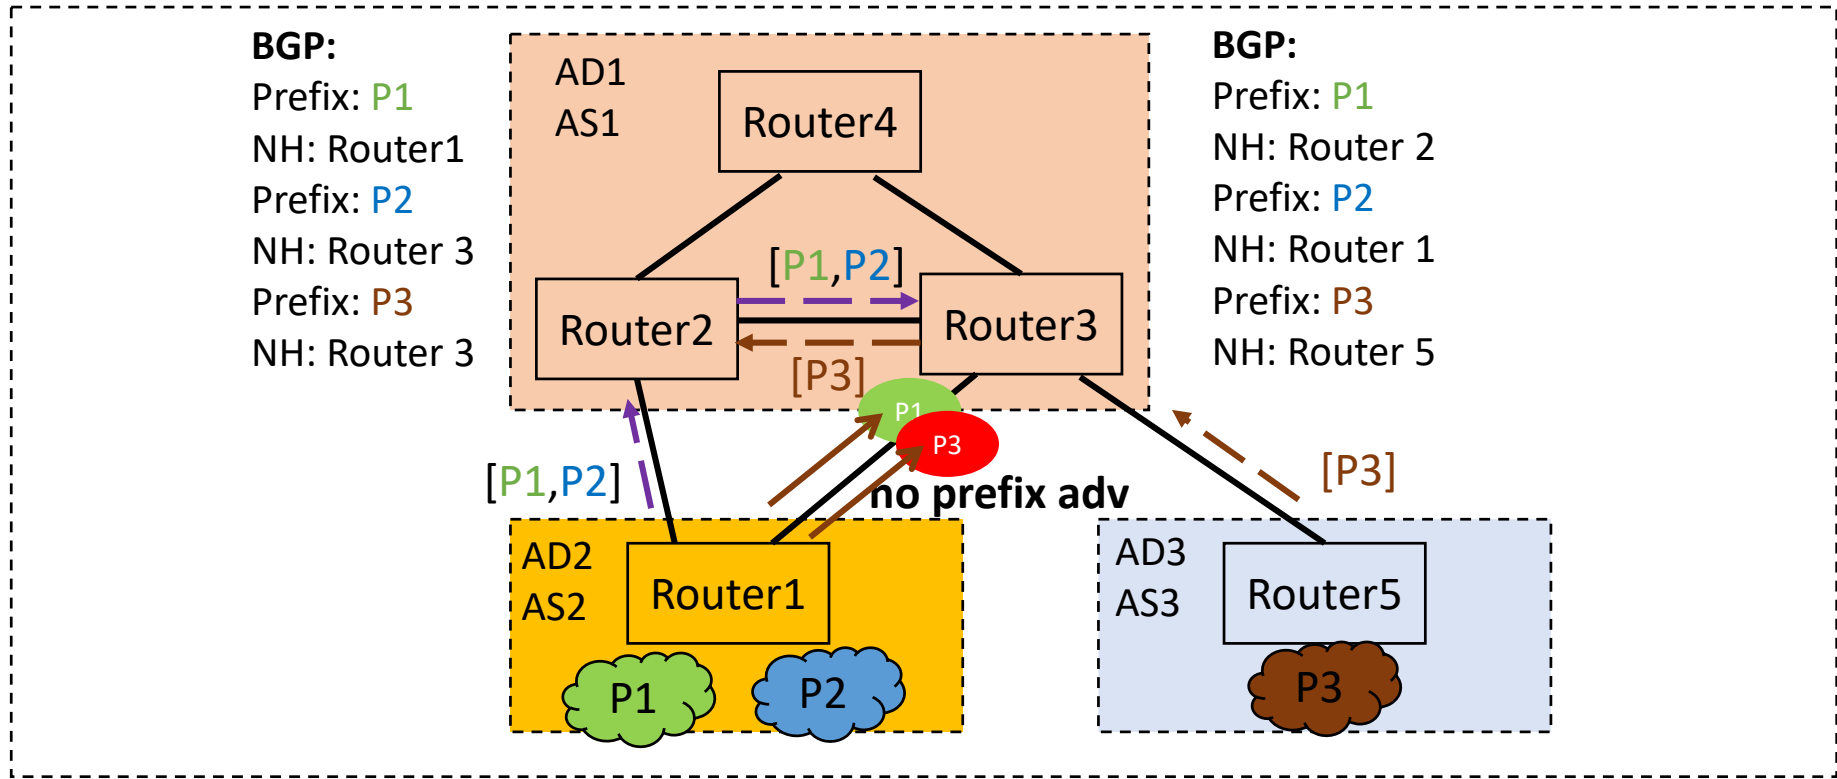 BGP:
Prefix: P1
NH: Router1
Prefix: P2
NH: Router 3
Prefix: P3
NH: Router 3
AD1
AS1
Router4
[P1,P2]
Router2
Router3
[P3]
P1
P3
no prefix adv
[P1,P2]
[P3]
AD2
AS2
Router1
P1
P2
AD3
AS3
Router5
P3
BGP:
Prefix: P1
NH: Router 2
Prefix: P2
NH: Router 1
Prefix: P3
NH: Router 5